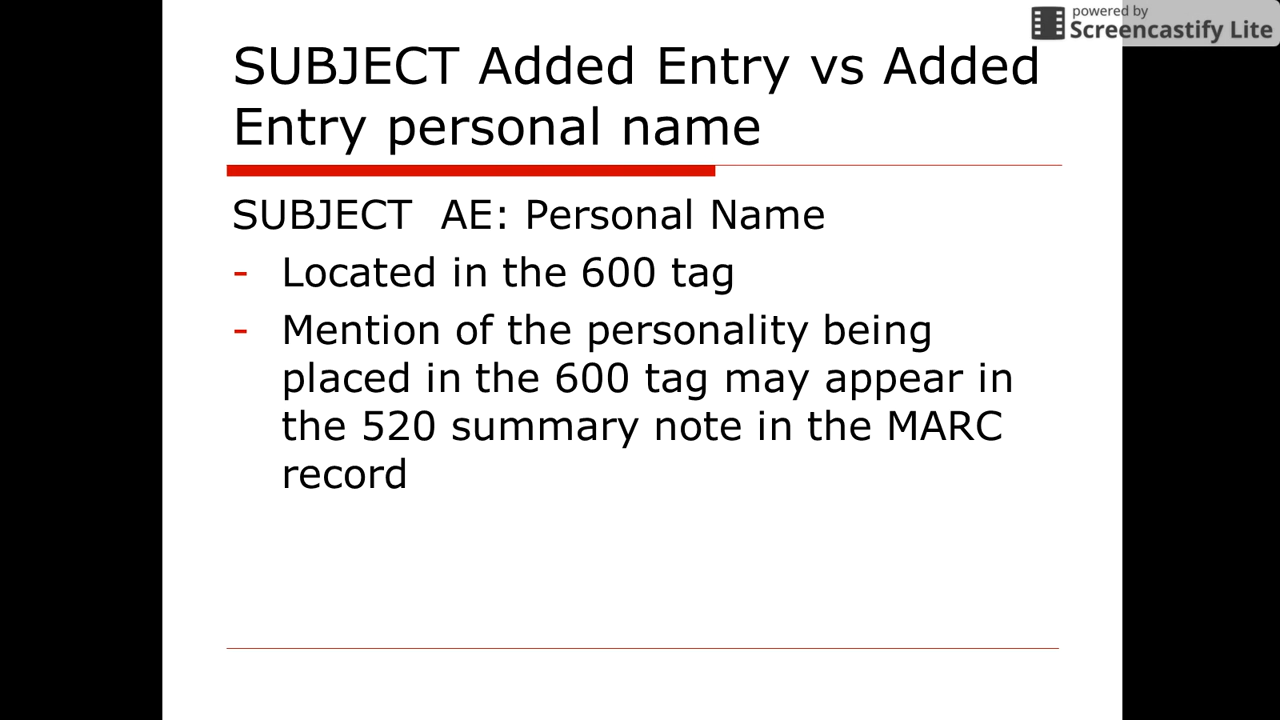 powered by
Screencastify Lite
SUBJECT Added Entry vs Added
Entry personal name
SUBJECT AE: Personal Name
- Located in the 600 tag
- Mention of the personality being
placed in the 600 tag may appear in
the 520 summary note in the MARC
record